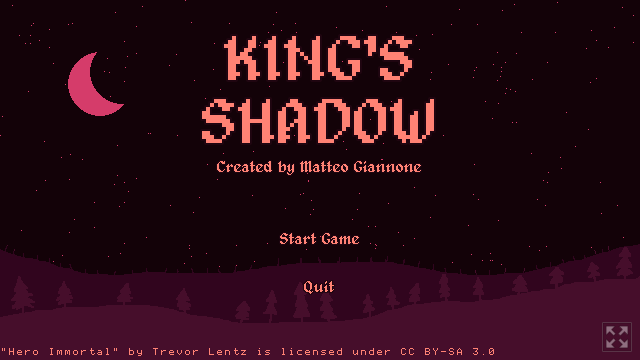 KING'S
SHADOW
Created by Matteo Giannone
Start Game
Quit
"Hero Immortal" by Trevor Lentz is licensed under CC BY-SA 3.0